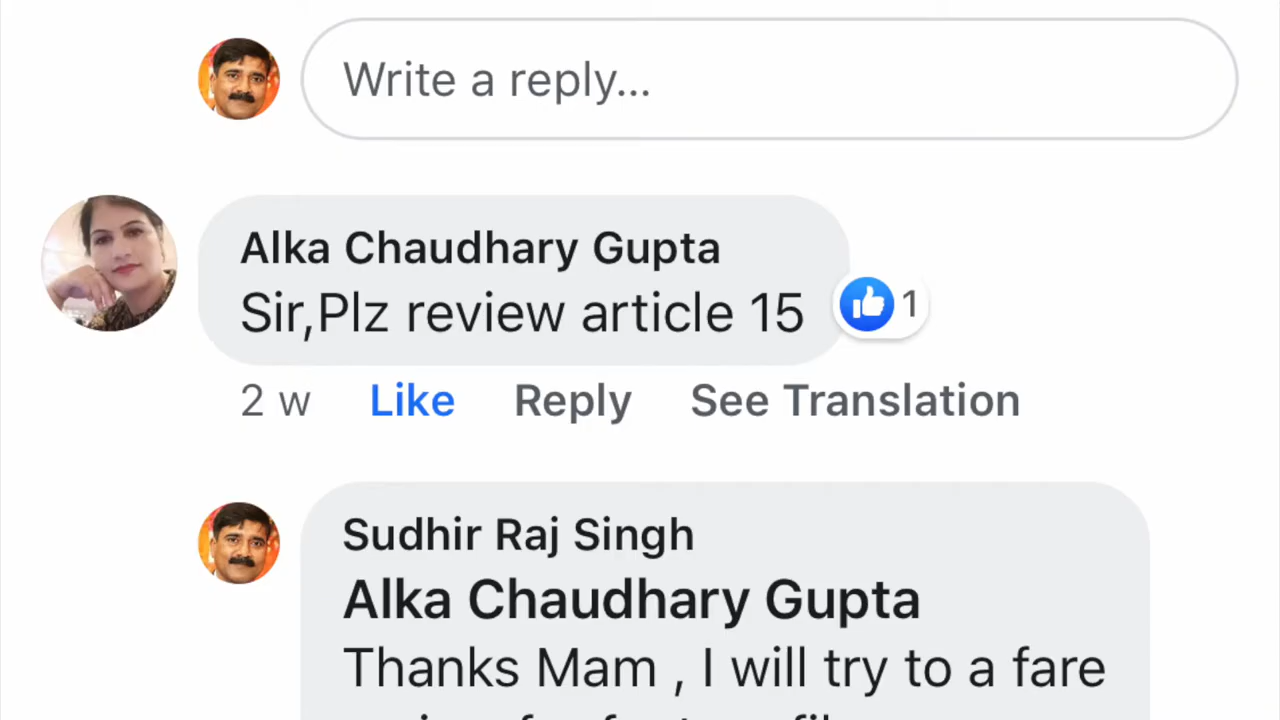 Write a reply...
Alka Chaudhary Gupta
Sir,Plz review article 15
1
2 w Like Reply See Translation
Sudhir Raj Singh
Alka Chaudhary Gupta
Thanks Mam , I will try to a fare